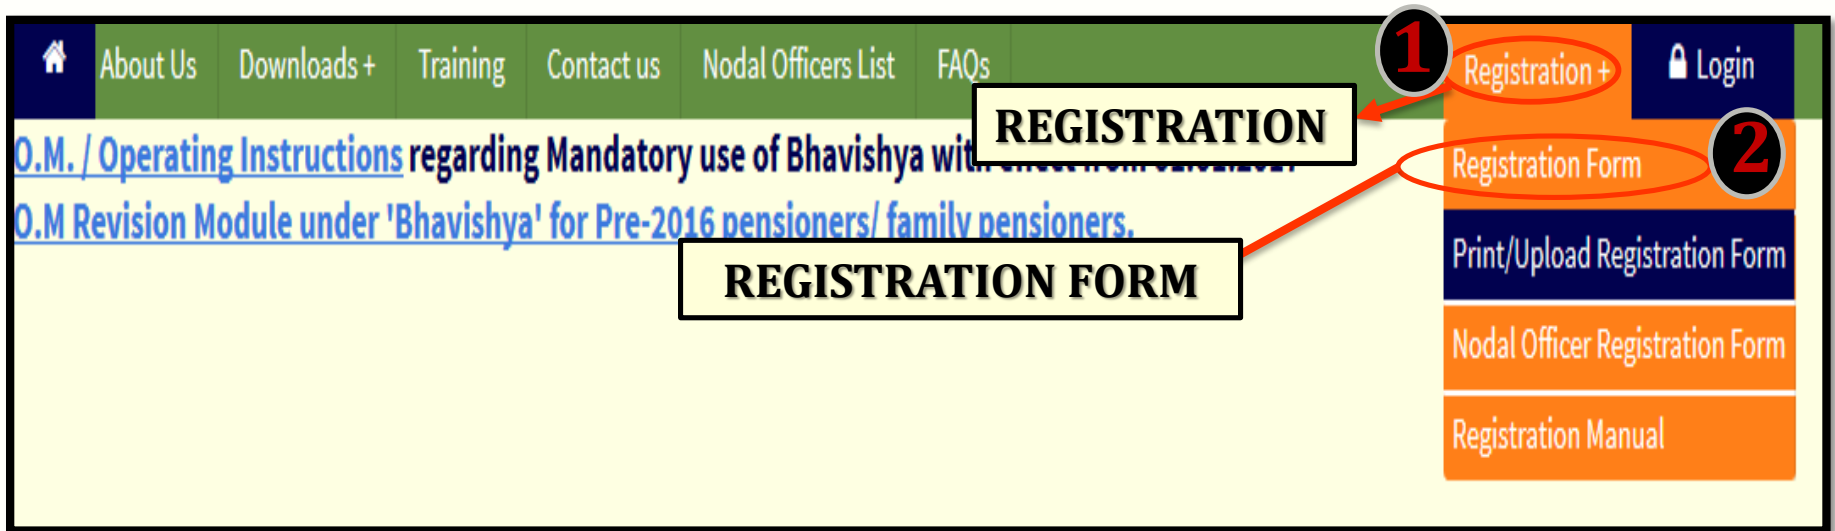 About Us Downloads + Training Contact us Nodal Officers List FAQs
1
Registration +
Login
REGISTRATION
O.M. / Operating Instructions regarding Mandatory use of Bhavishya
2
Registration Form
O.M Revision Module under 'Bhavishya' for Pre-2016 pensioners/ family pensioners.
REGISTRATION FORM
Print/Upload Registration Form
Nodal Officer Registration Form
Registration Manual